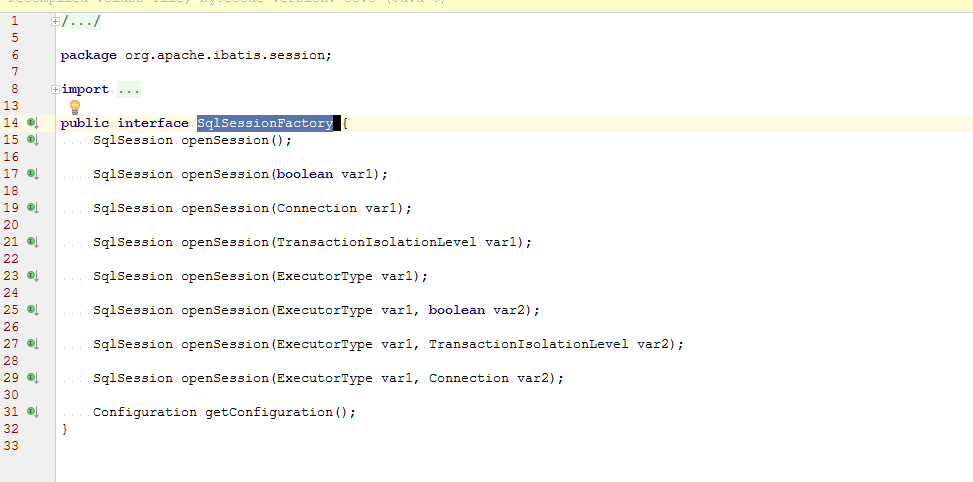 1 /.../
5
6 package org.apache.ibatis.session;
7
8 import ...
13
14 public interface SqlSessionFactory {
15 SqlSession openSession();
16
17 SqlSession openSession(boolean var1);
18
19 SqlSession openSession(Connection var1);
20
21 SqlSession openSession(TransactionIsolationLevel var1);
22
23 SqlSession openSession(ExecutorType var1);
24
25 SqlSession openSession(ExecutorType var1, boolean var2);
26
27 SqlSession openSession(ExecutorType var1, TransactionIsolationLevel var2);
28
29 SqlSession openSession(ExecutorType var1, Connection var2);
30
31 Configuration getConfiguration();
32 }
33